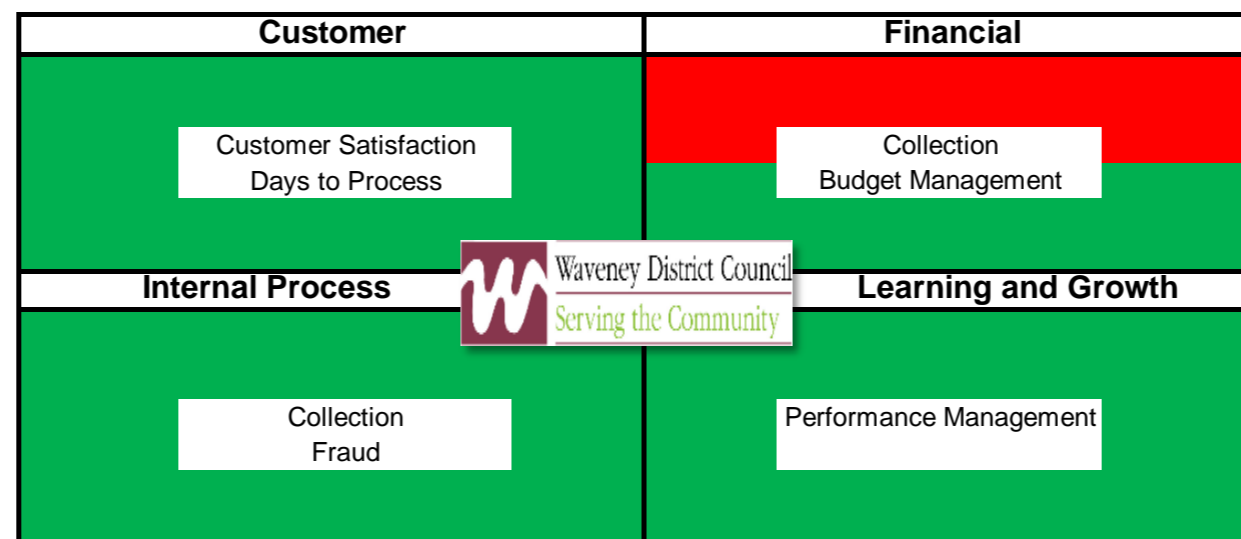 Customer
Financial
Customer Satisfaction
Days to Process
Collection
Budget Management
Waveney District Council
Serving the Community
Internal Process
Learning and Growth
Collection
Fraud
Performance Management